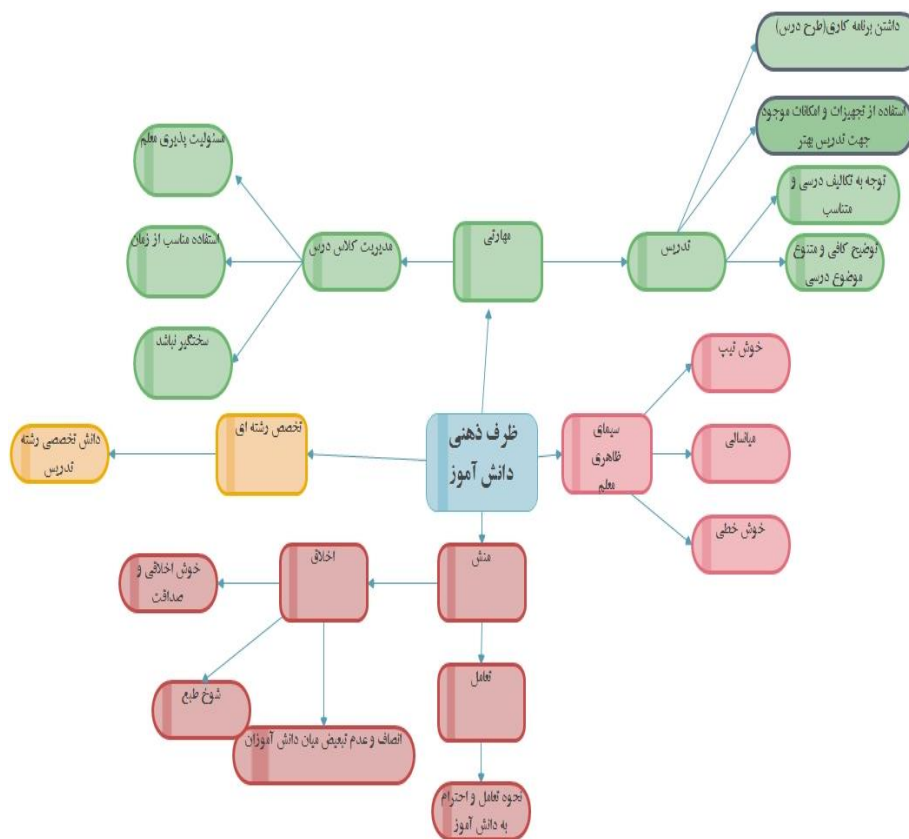 داشتن برنامه کاری(طرح درس)
استفاده از تجهیزات و امکانات موجود
جهت تدریس بهتر
توجه به تکالیف درسی و
متناسب
توضیح کافی و متنوع
موضوع درسی
تدریس
مهارتی
مدیریت کلاس درس
مسئولیت پذیری معلم
استفاده مناسب از زمان
سختگیر نباشد
ظرف ذهنی
دانش آموز
سیمای
ظاهری
معلم
خوش تیپ
میانسالی
خوش خطی
تخصص رشته ای
دانش تخصصی رشته
تدریس
منش
اخلاق
خوش اخلاقی و
صداقت
شوخ طبع
انصاف و عدم تبعیض میان دانش آموزان
تعامل
نحوه تعامل و احترام
به دانش آموز